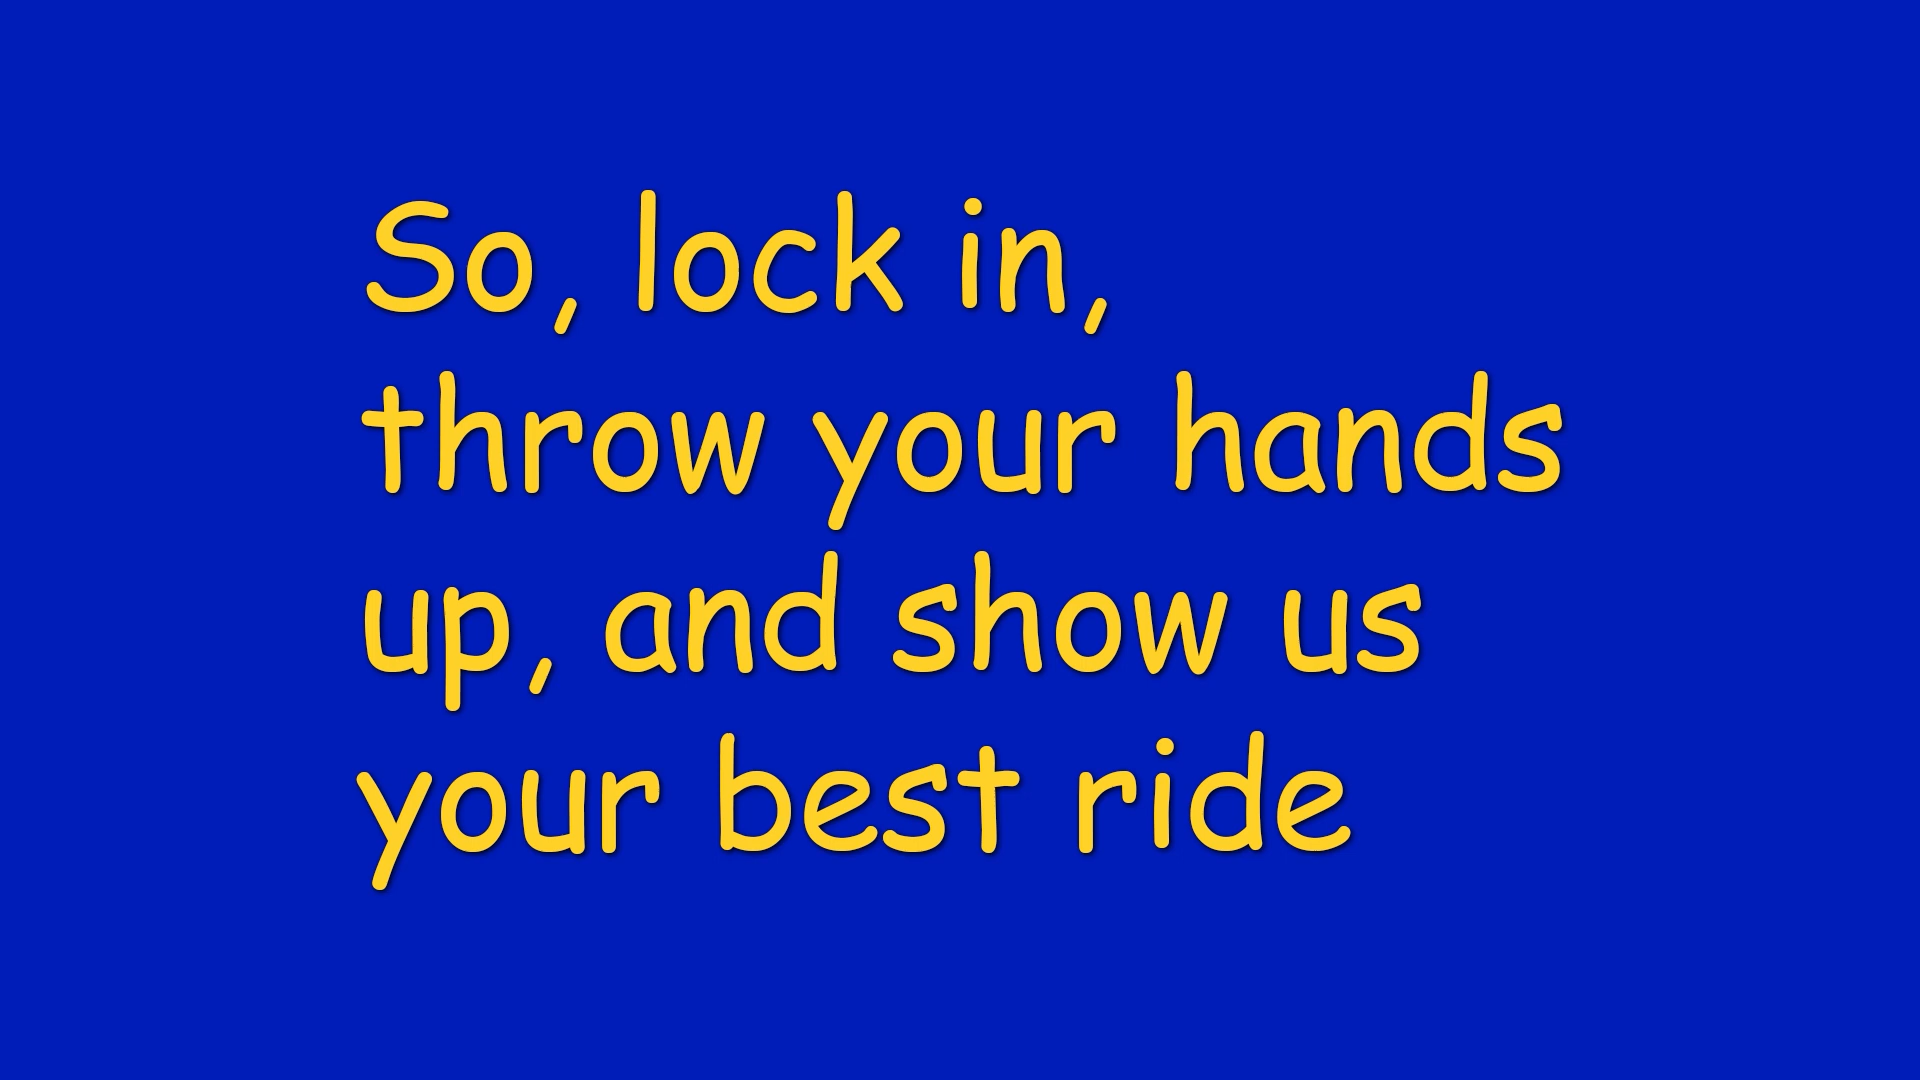 So, lock in,
throw your hands
up, and show us
your best ride